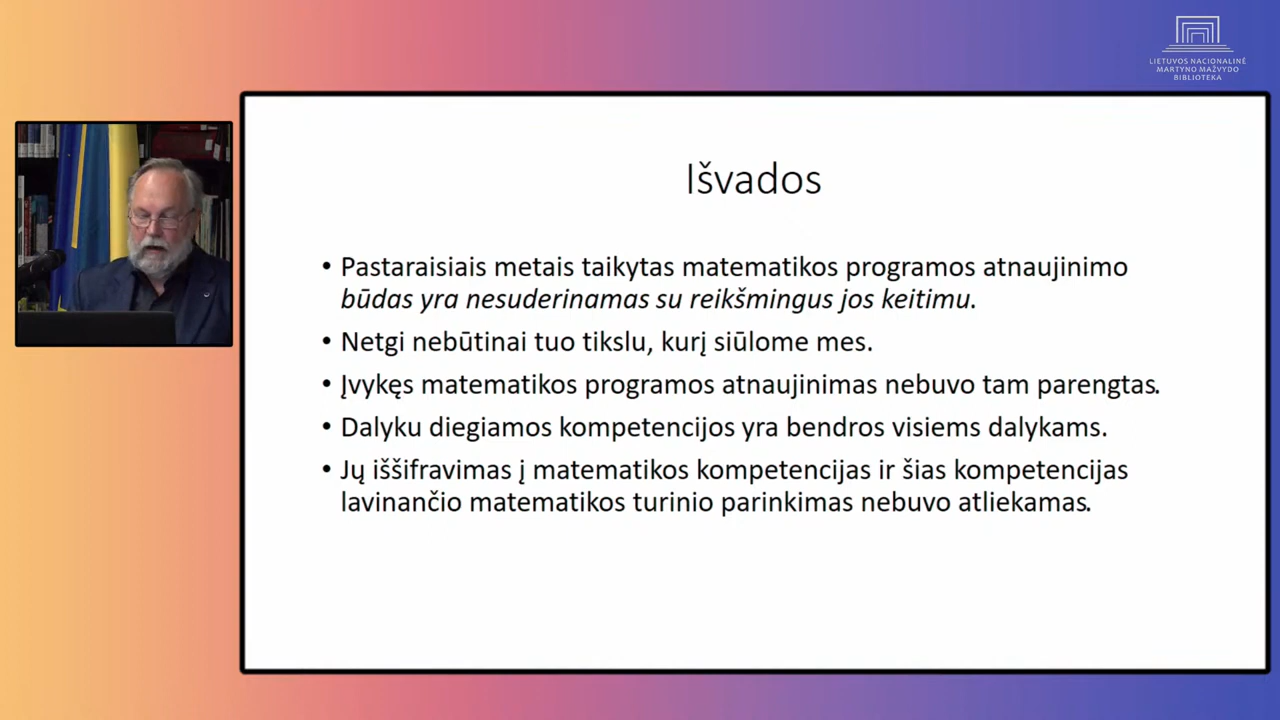 LIETUVOS NACIONALINĖ
MARTYNO MAŽVYDO
BIBLIOTEKA
Išvados
• Pastaraisiais metais taikytas matematikos programos atnaujinimo
būdas yra nesuderinamas su reikšmingus jos keitimu.
• Netgi nebūtinai tuo tikslu, kurį siūlome mes.
• Įvykęs matematikos programos atnaujinimas nebuvo tam parengtas.
• Dalyku diegiamos kompetencijos yra bendros visiems dalykams.
• Jų iššifravimas į matematikos kompetencijas ir šias kompetencijas
lavinančio matematikos turinio parinkimas nebuvo atliekamas.